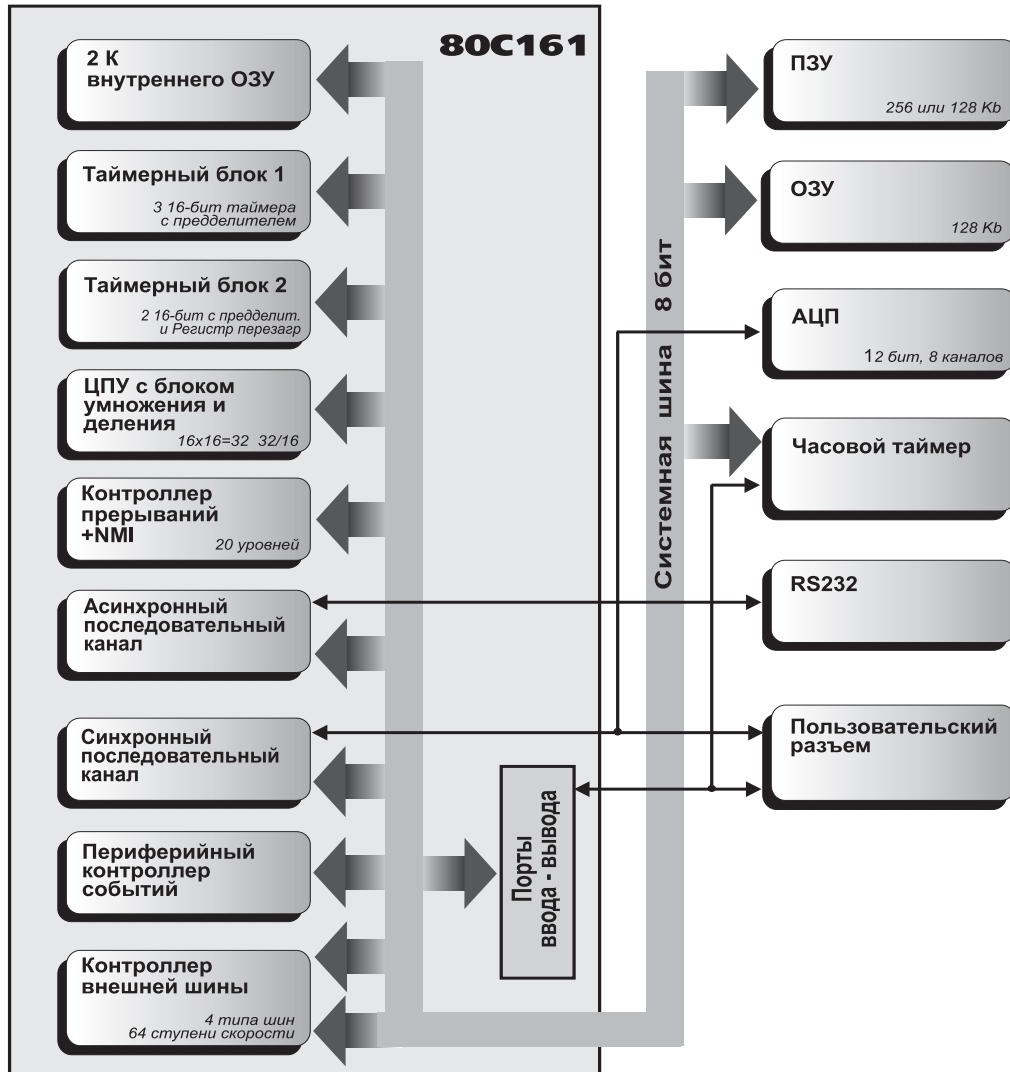 80C161
2 К
внутреннего ОЗУ
Таймерный блок 1
3 16-бит таймера
с предделителем
Таймерный блок 2
2 16-бит с предделит.
и Регистр перезагр
ЦПУ с блоком
умножения и
деления
16x16=32 32/16
Контроллер
прерываний
+NMI
20 уровней
Асинхронный
последовательный
канал
Синхронный
последовательный
канал
Периферийный
контроллер
событий
Контроллер
внешней шины
4 типа шин
64 ступени скорости
Порты
ввода - вывода
Системная шина 8 бит
ПЗУ
256 или 128 Kb
ОЗУ
128 Kb
АЦП
12 бит, 8 каналов
Часовой таймер
RS232
Пользовательский
разъем